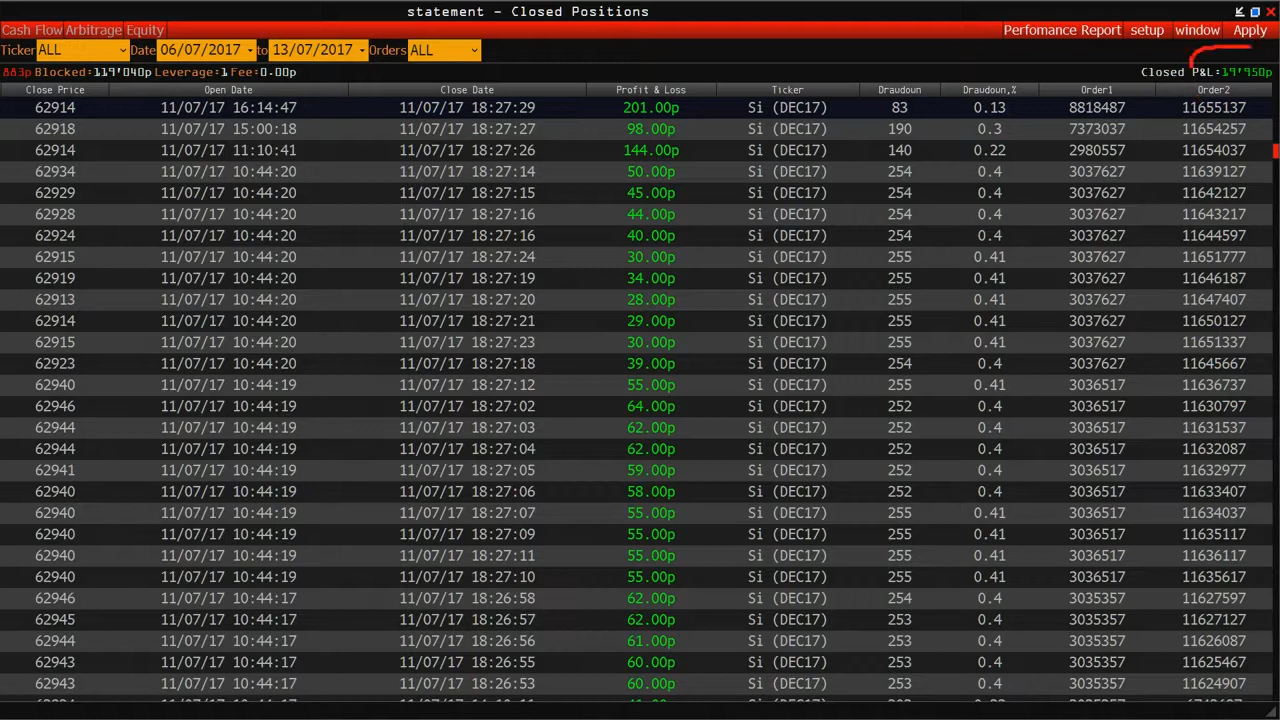 statement - Closed Positions
Cash Flow Arbitrage Equity Perfomance Report setup window Apply
Ticker ALL Date 06/07/2017 to 13/07/2017 Orders ALL
883p Blocked:119'040p Leverage:1 Fee:0.00p Closed P&L:19'950p
Close Price Open Date Close Date Profit & Loss Ticker Draudoun Draudoun,% Order1 Order2
62914 11/07/17 16:14:47 11/07/17 18:27:29 201.00p Si (DEC17) 83 0.13 8818487 11655137
62918 11/07/17 15:00:18 11/07/17 18:27:27 98.00p Si (DEC17) 190 0.3 7373037 11654257
62914 11/07/17 11:10:41 11/07/17 18:27:26 144.00p Si (DEC17) 140 0.22 2980557 11654037
62934 11/07/17 10:44:20 11/07/17 18:27:14 50.00p Si (DEC17) 254 0.4 3037627 11639127
62929 11/07/17 10:44:20 11/07/17 18:27:15 45.00p Si (DEC17) 254 0.4 3037627 11642127
62928 11/07/17 10:44:20 11/07/17 18:27:16 44.00p Si (DEC17) 254 0.4 3037627 11643217
62924 11/07/17 10:44:20 11/07/17 18:27:16 40.00p Si (DEC17) 254 0.4 3037627 11644597
62915 11/07/17 10:44:20 11/07/17 18:27:24 30.00p Si (DEC17) 255 0.41 3037627 11651777
62919 11/07/17 10:44:20 11/07/17 18:27:19 34.00p Si (DEC17) 255 0.41 3037627 11646187
62913 11/07/17 10:44:20 11/07/17 18:27:20 28.00p Si (DEC17) 255 0.41 3037627 11647407
62914 11/07/17 10:44:20 11/07/17 18:27:21 29.00p Si (DEC17) 255 0.41 3037627 11650127
62915 11/07/17 10:44:20 11/07/17 18:27:23 30.00p Si (DEC17) 255 0.41 3037627 11651337
62923 11/07/17 10:44:20 11/07/17 18:27:18 39.00p Si (DEC17) 254 0.4 3037627 11645667
62940 11/07/17 10:44:19 11/07/17 18:27:12 55.00p Si (DEC17) 255 0.41 3036517 11636737
62946 11/07/17 10:44:19 11/07/17 18:27:02 64.00p Si (DEC17) 252 0.4 3036517 11630797
62944 11/07/17 10:44:19 11/07/17 18:27:03 62.00p Si (DEC17) 252 0.4 3036517 11631537
62944 11/07/17 10:44:19 11/07/17 18:27:04 62.00p Si (DEC17) 252 0.4 3036517 11632087
62941 11/07/17 10:44:19 11/07/17 18:27:05 59.00p Si (DEC17) 252 0.4 3036517 11632977
62940 11/07/17 10:44:19 11/07/17 18:27:06 58.00p Si (DEC17) 252 0.4 3036517 11633407
62940 11/07/17 10:44:19 11/07/17 18:27:07 55.00p Si (DEC17) 255 0.41 3036517 11634037
62940 11/07/17 10:44:19 11/07/17 18:27:09 55.00p Si (DEC17) 255 0.41 3036517 11635117
62940 11/07/17 10:44:19 11/07/17 18:27:11 55.00p Si (DEC17) 255 0.41 3036517 11636117
62940 11/07/17 10:44:19 11/07/17 18:27:10 55.00p Si (DEC17) 255 0.41 3036517 11635617
62946 11/07/17 10:44:17 11/07/17 18:26:58 62.00p Si (DEC17) 254 0.4 3035357 11627597
62945 11/07/17 10:44:17 11/07/17 18:26:57 62.00p Si (DEC17) 253 0.4 3035357 11627127
62944 11/07/17 10:44:17 11/07/17 18:26:56 61.00p Si (DEC17) 253 0.4 3035357 11626087
62943 11/07/17 10:44:17 11/07/17 18:26:55 60.00p Si (DEC17) 253 0.4 3035357 11625467
62943 11/07/17 10:44:17 11/07/17 18:26:53 60.00p Si (DEC17) 253 0.4 3035357 11624907